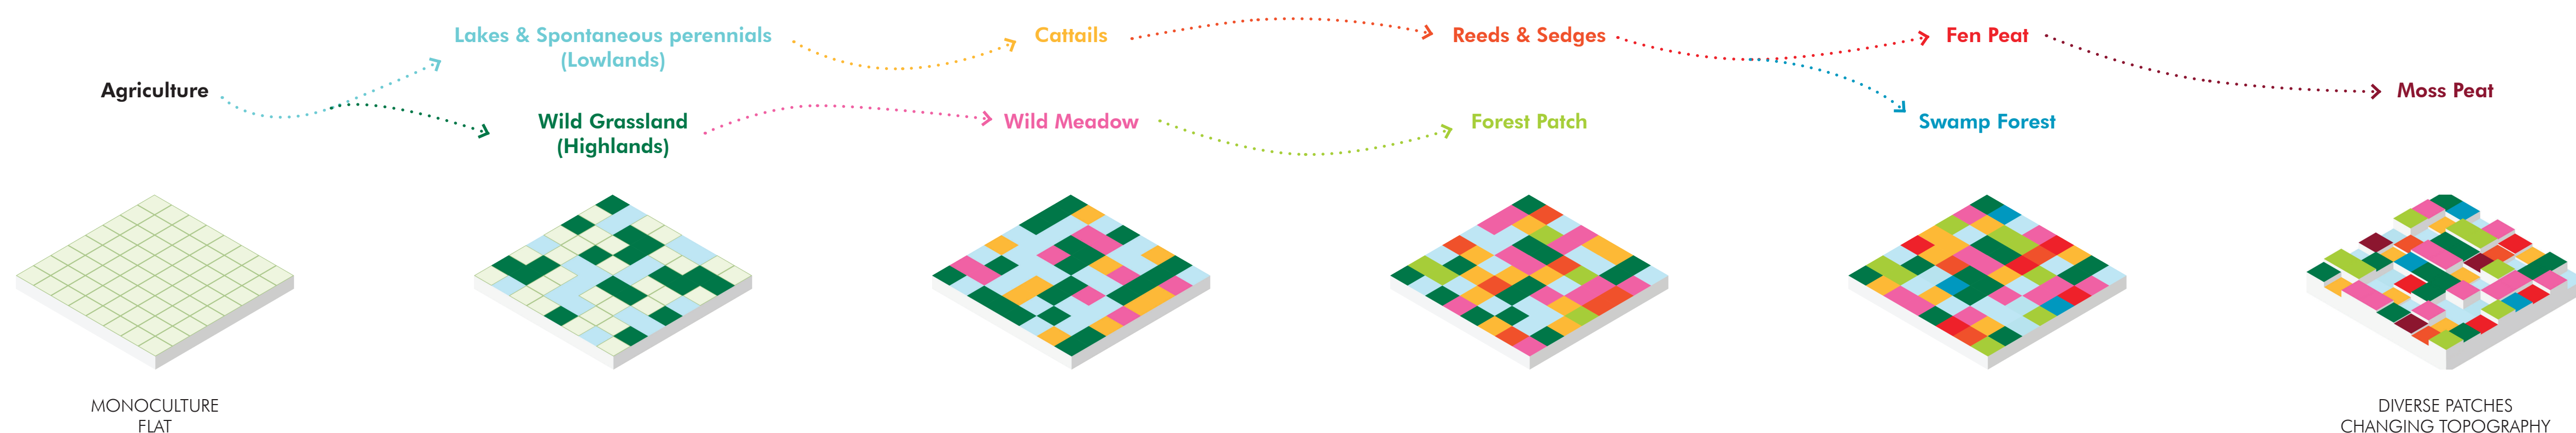 Agriculture
Lakes & Spontaneous perennials
(Lowlands)
Wild Grassland
(Highlands)
Cattails
Wild Meadow
Reeds & Sedges
Forest Patch
Fen Peat
Swamp Forest
Moss Peat
MONOCULTURE
FLAT
DIVERSE PATCHES
CHANGING TOPOGRAPHY